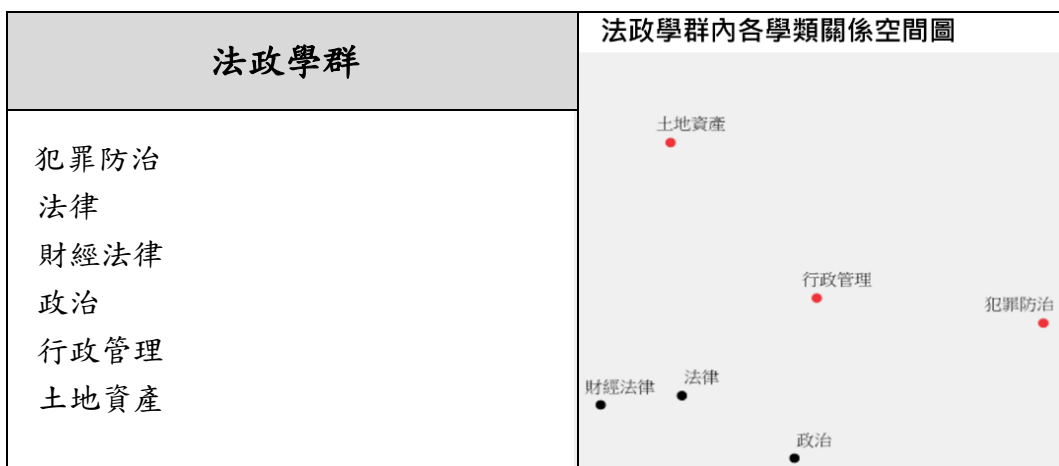 法政學群
犯罪防治
法律
財經法律
政治
行政管理
土地資產
法政學群內各學類關係空間圖
土地資產
行政管理
犯罪防治
財經法律
法律
政治